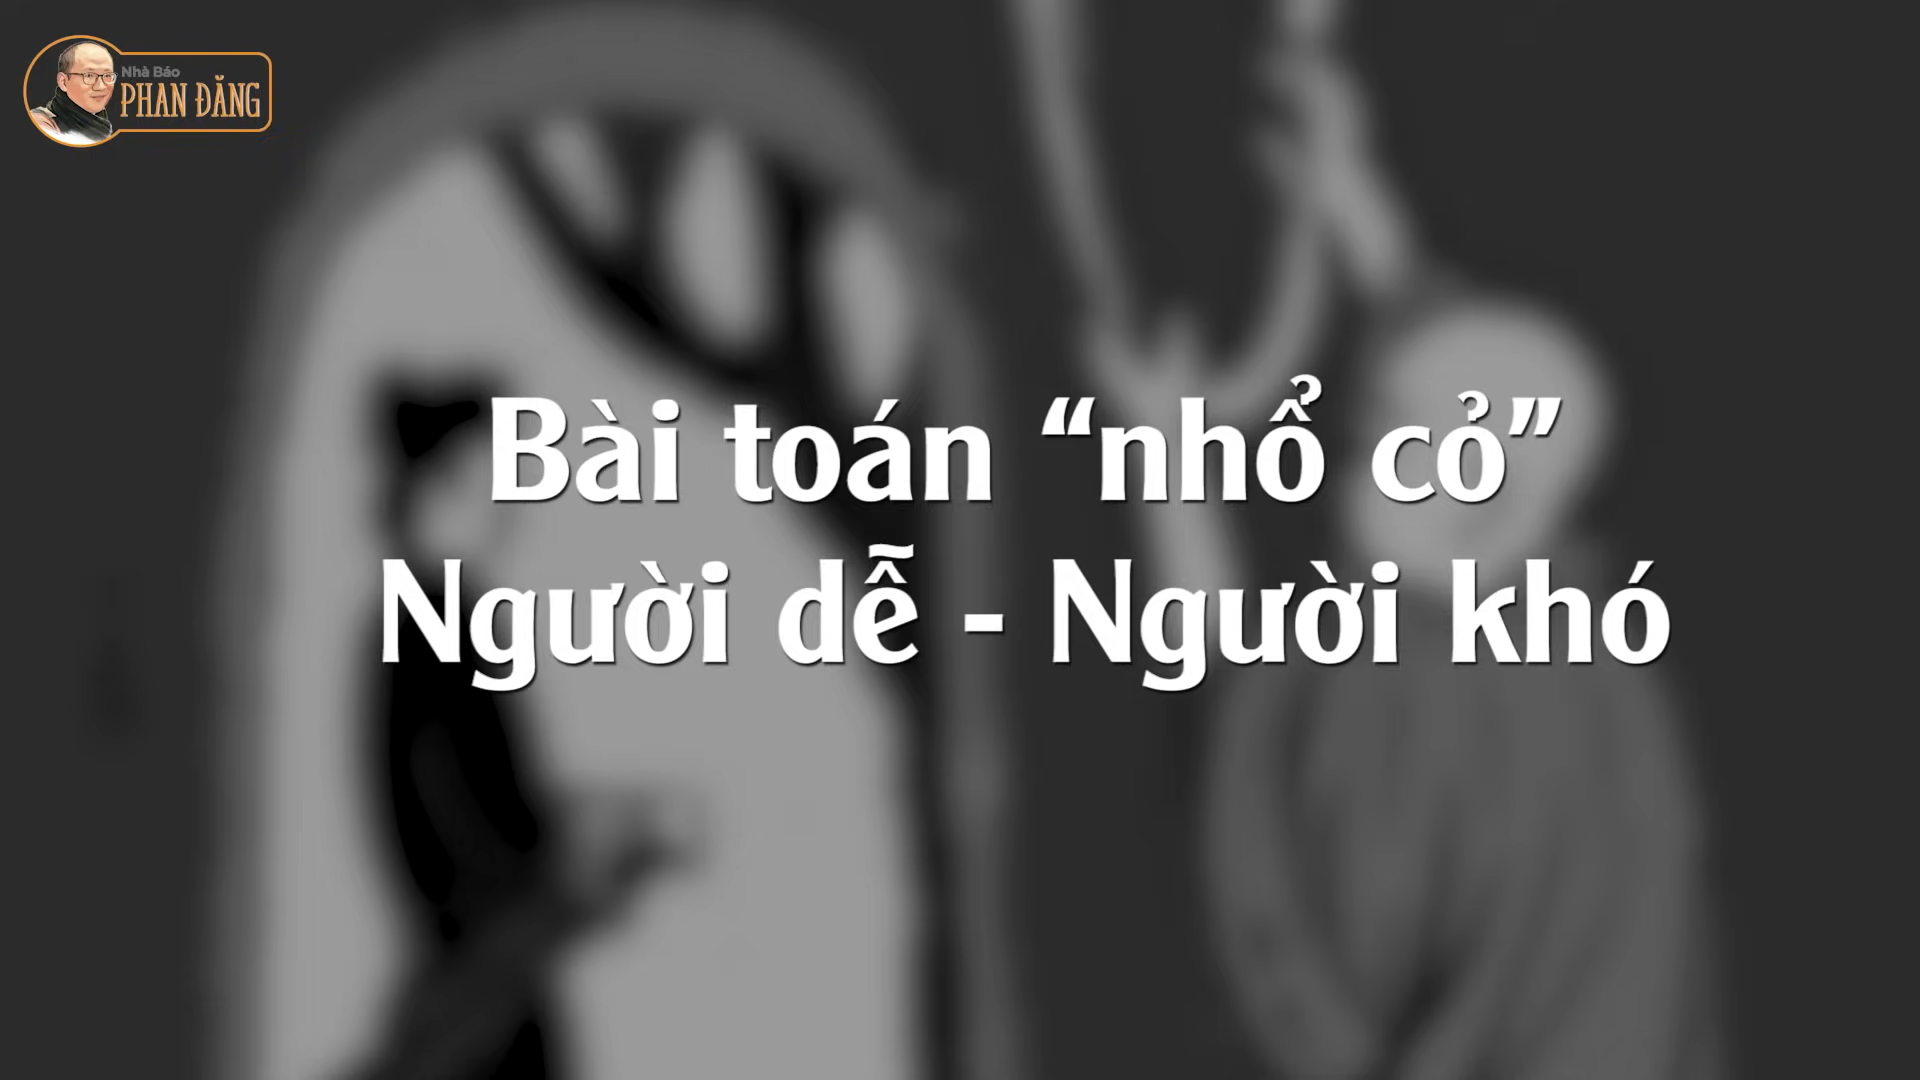 Nhà Báo
PHAN ĐĂNG
Bài toán “nhổ cỏ”
Người dễ - Người khó